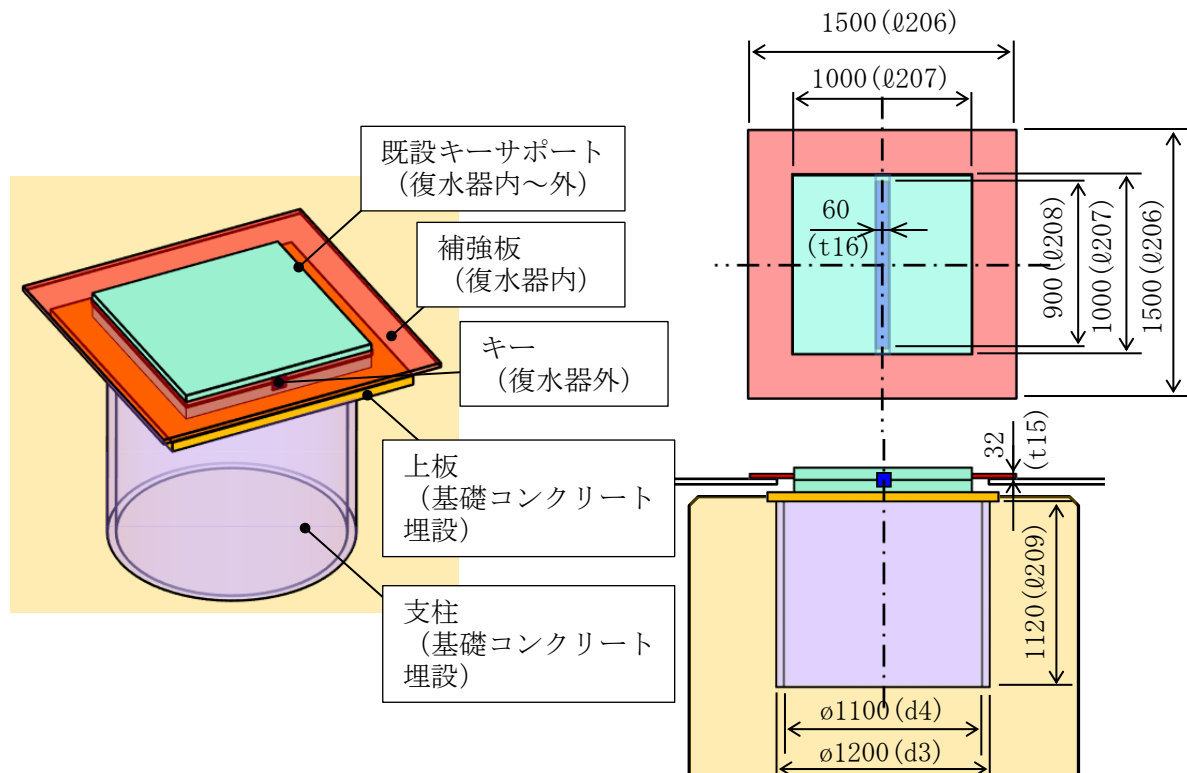 既設キーサポート
（復水器内～外）
補強板
（復水器内）
キー
（復水器外）
上板
（基礎コンクリート
埋設）
支柱
（基礎コンクリート
埋設）
1500(ℓ206)
1000(ℓ207)
60
(t16)
900(ℓ208)
1000(ℓ207)
1500(ℓ206)
32
(t15)
1120(ℓ209)
ø1100(d4)
ø1200(d3)